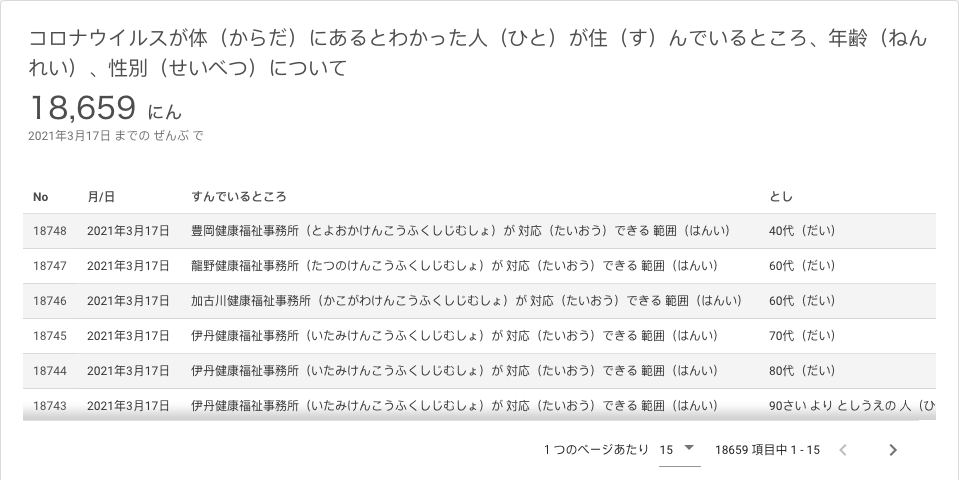 コロナウイルスが体（からだ）にあるとわかった人（ひと）が住（す）んでいるところ、年齢（ねん
れい）、性別（せいべつ）について
18,659 にん
2021年3月17日 までの ぜんぶ で
No 月/日 すんでいるところ とし
18748 2021年3月17日 豊岡健康福祉事務所（とよおかけんこうふくしじむしょ）が 対応（たいおう）できる 範囲（はんい） 40代（だい）
18747 2021年3月17日 龍野健康福祉事務所（たつのけんこうふくしじむしょ）が 対応（たいおう）できる 範囲（はんい） 60代（だい）
18746 2021年3月17日 加古川健康福祉事務所（かこがわけんこうふくしじむしょ）が 対応（たいおう）できる 範囲（はんい） 60代（だい）
18745 2021年3月17日 伊丹健康福祉事務所（いたみけんこうふくしじむしょ）が 対応（たいおう）できる 範囲（はんい） 70代（だい）
18744 2021年3月17日 伊丹健康福祉事務所（いたみけんこうふくしじむしょ）が 対応（たいおう）できる 範囲（はんい） 80代（だい）
18743 2021年3月17日 伊丹健康福祉事務所（いたみけんこうふくしじむしょ）が 対応（たいおう）できる 範囲（はんい） 90さい より としうえの 人（ひ
1 つのページあたり 15 18659 項目中 1 - 15